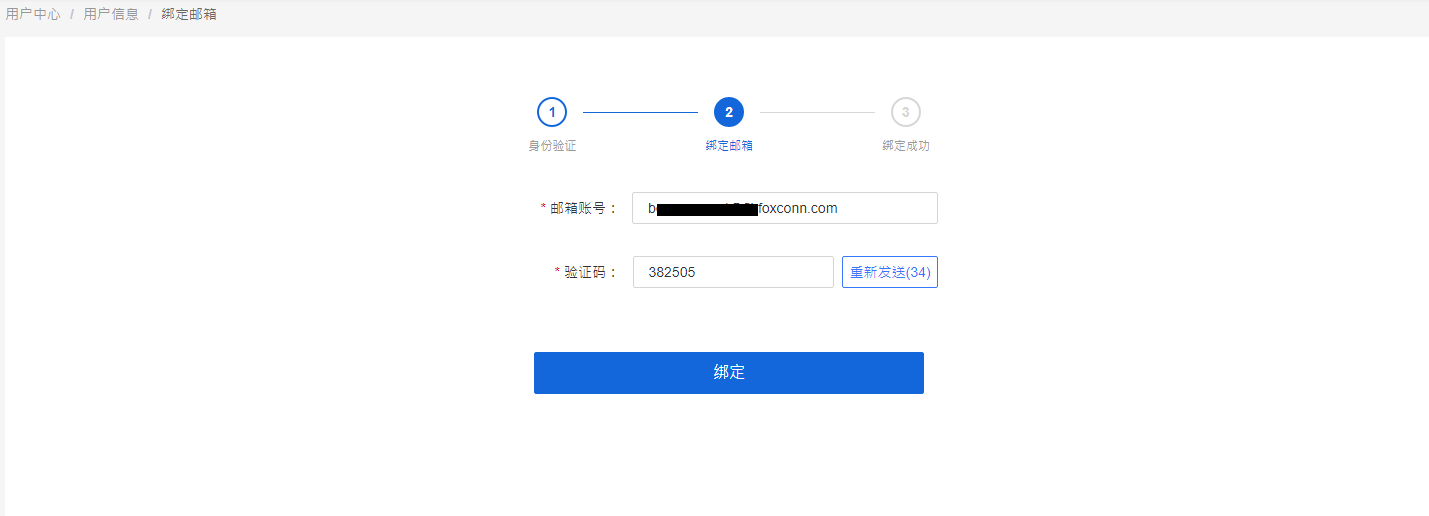 用户中心 / 用户信息 / 绑定邮箱
1 2 3
身份验证 绑定邮箱 绑定成功
* 邮箱账号： b foxconn.com
* 验证码： 382505 重新发送(34)
绑定